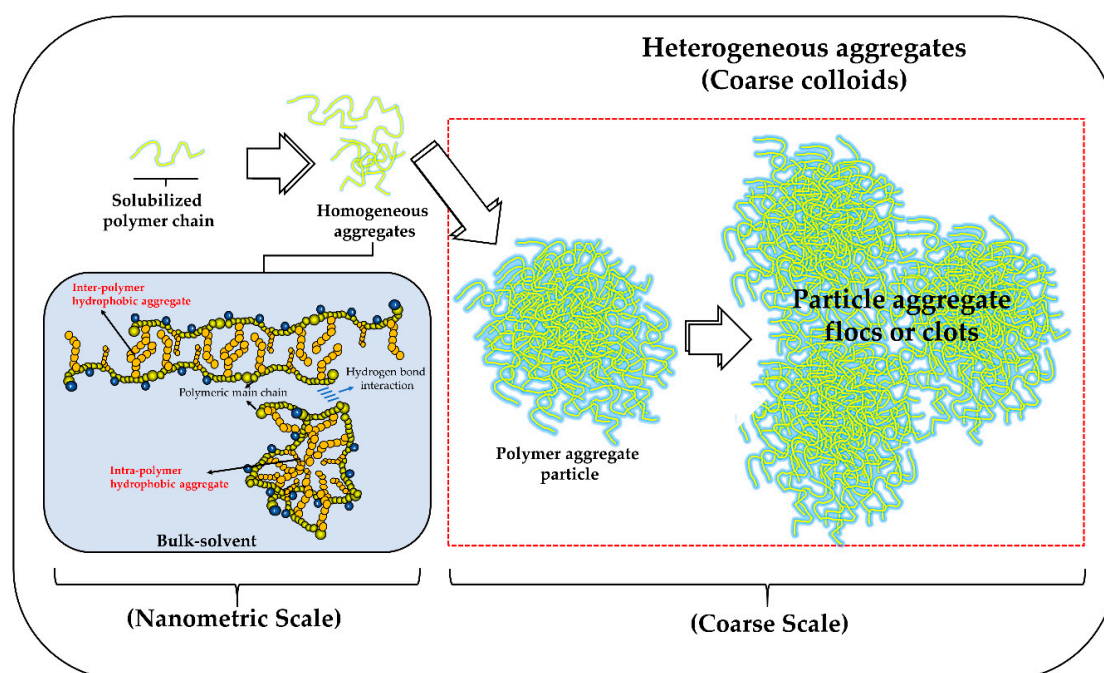 Heterogeneous aggregates
(Coarse colloids)
Solubilized
polymer chain
Homogeneous
aggregates
Inter-polymer
hydrophobic aggregate
Hydrogen bond
interaction
Polymeric main chain
Intra-polymer
hydrophobic aggregate
Bulk-solvent
Polymer aggregate
particle
Particle aggregate
flocs or clots
(Nanometric Scale)
(Coarse Scale)